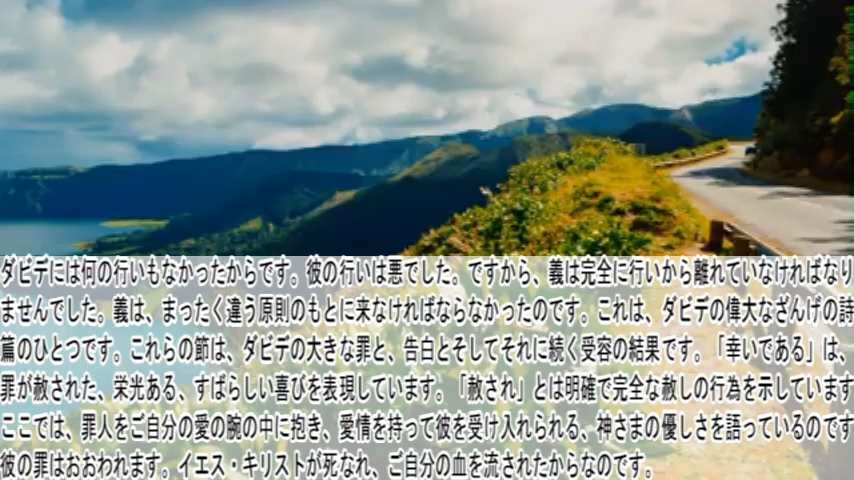 ダビデには何の行いもなかったからです。彼の行いは悪でした。ですから、義は完全に行いから離れていなければなり
ませんでした。義は、まったく違う原則のもとに来なければならなかったのです。これは、ダビデの偉大なざんげの詩
篇のひとつです。これらの節は、ダビデの大きな罪と、告白とそしてそれに続く受容の結果です。「幸いである」は、
罪が赦された、栄光ある、すばらしい喜びを表現しています。「赦され」とは明確で完全な赦しの行為を示しています
ここでは、罪人をご自分の愛の腕の中に抱き、愛情を持って彼を受け入れられる、神さまの優しさを語っているのです
彼の罪はおおわれます。イエス・キリストが死なれ、ご自分の血を流されたからなのです。